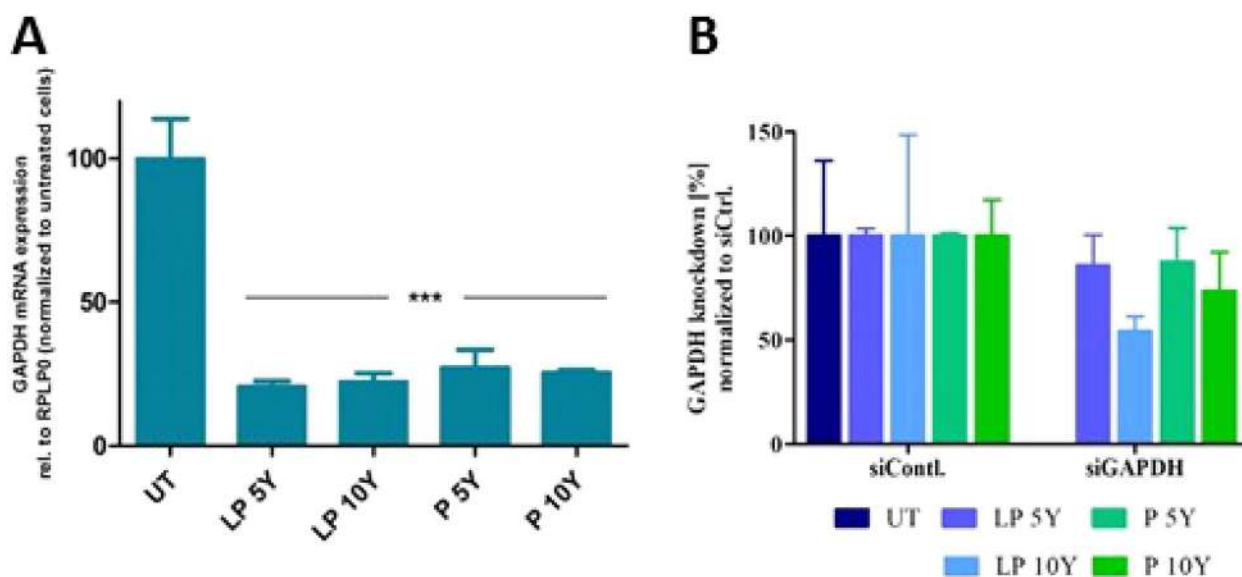 A
GAPDH mRNA expression
rel. to RPLP0 (normalized to untreated cells)
100
50
0
***
UT
LP 5Y
LP 10Y
P 5Y
P 10Y
B
GAPDH knockdown [%]
normalized to siCtrl.
150
100
50
0
siContl.
siGAPDH
UT
LP 5Y
P 5Y
LP 10Y
P 10Y